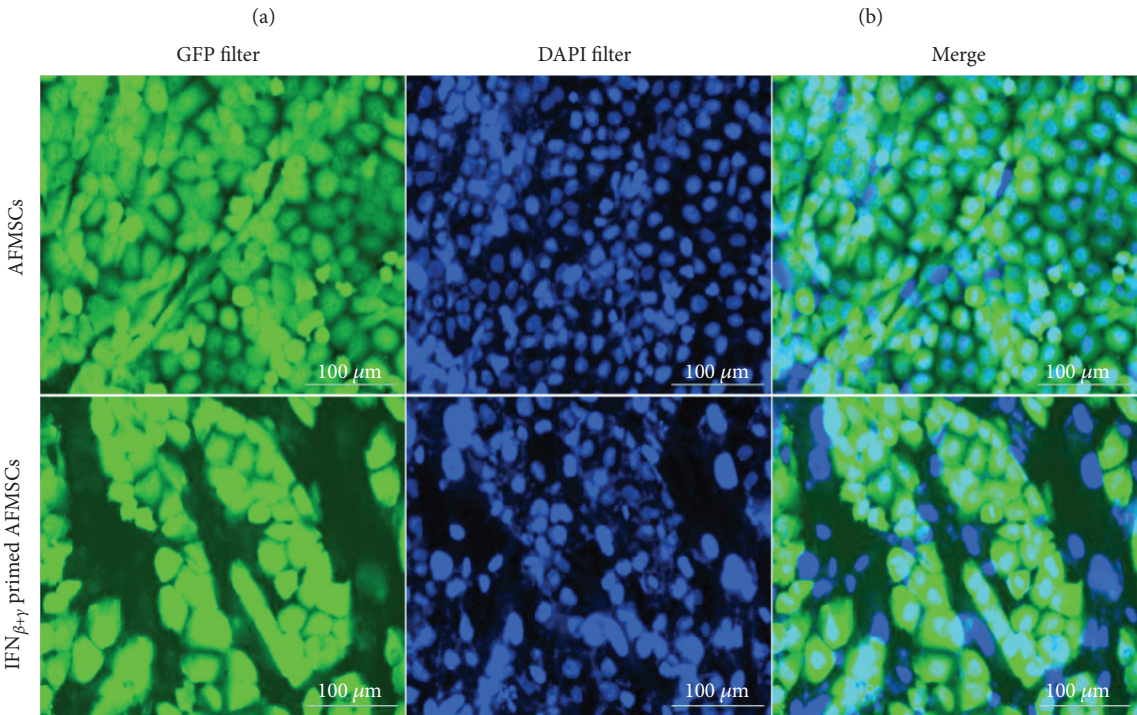 (a) (b)
GFP filter DAPI filter Merge
AFMSCs
100 μm 100 μm 100 μm
IFNβ+γ primed AFMSCs
100 μm 100 μm 100 μm